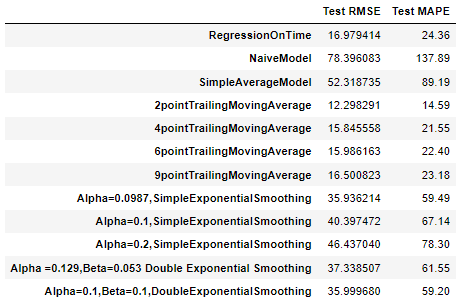 Test RMSE Test MAPE
RegressionOnTime 16.979414 24.36
NaiveModel 78.396083 137.89
SimpleAverageModel 52.318735 89.19
2pointTrailingMovingAverage 12.298291 14.59
4pointTrailingMovingAverage 15.845558 21.55
6pointTrailingMovingAverage 15.986163 22.40
9pointTrailingMovingAverage 16.500823 23.18
Alpha=0.0987,SimpleExponentialSmoothing 35.936214 59.49
Alpha=0.1,SimpleExponentialSmoothing 40.397472 67.14
Alpha=0.2,SimpleExponentialSmoothing 46.437040 78.30
Alpha =0.129,Beta=0.053 Double Exponential Smoothing 37.338507 61.55
Alpha=0.1,Beta=0.1,DoubleExponentialSmoothing 35.999680 59.20